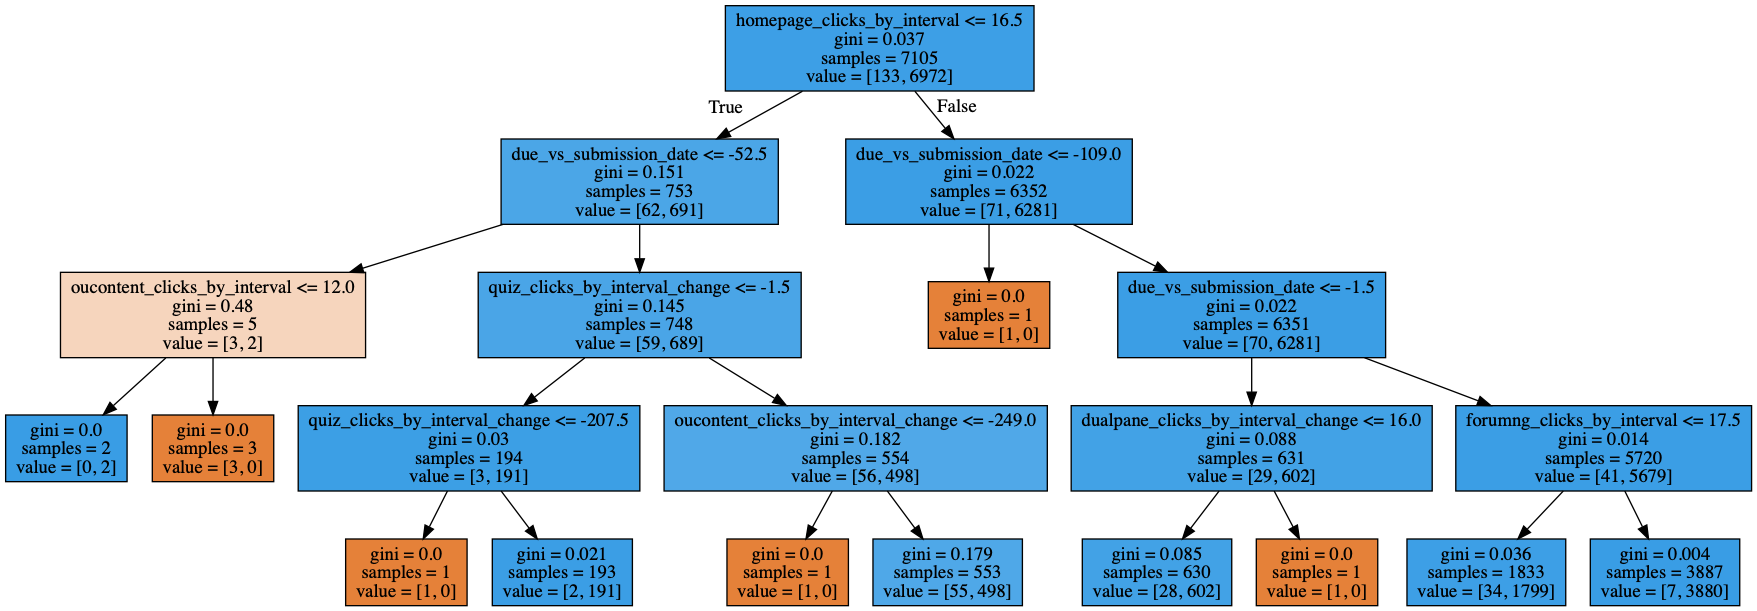 homepage_clicks_by_interval <= 16.5
gini = 0.037
samples = 7105
value = [133, 6972]
True
False
due_vs_submission_date <= -52.5
gini = 0.151
samples = 753
value = [62, 691]
due_vs_submission_date <= -109.0
gini = 0.022
samples = 6352
value = [71, 6281]
oucontent_clicks_by_interval <= 12.0
gini = 0.48
samples = 5
value = [3, 2]
quiz_clicks_by_interval_change <= -1.5
gini = 0.145
samples = 748
value = [59, 689]
gini = 0.0
samples = 1
value = [1, 0]
due_vs_submission_date <= -1.5
gini = 0.022
samples = 6351
value = [70, 6281]
gini = 0.0
samples = 2
value = [0, 2]
gini = 0.0
samples = 3
value = [3, 0]
quiz_clicks_by_interval_change <= -207.5
gini = 0.03
samples = 194
value = [3, 191]
oucontent_clicks_by_interval_change <= -249.0
gini = 0.182
samples = 554
value = [56, 498]
dualpane_clicks_by_interval_change <= 16.0
gini = 0.088
samples = 631
value = [29, 602]
forumng_clicks_by_interval <= 17.5
gini = 0.014
samples = 5720
value = [41, 5679]
gini = 0.0
samples = 1
value = [1, 0]
gini = 0.021
samples = 193
value = [2, 191]
gini = 0.0
samples = 1
value = [1, 0]
gini = 0.179
samples = 553
value = [55, 498]
gini = 0.085
samples = 630
value = [28, 602]
gini = 0.0
samples = 1
value = [1, 0]
gini = 0.036
samples = 1833
value = [34, 1799]
gini = 0.004
samples = 3887
value = [7, 3880]